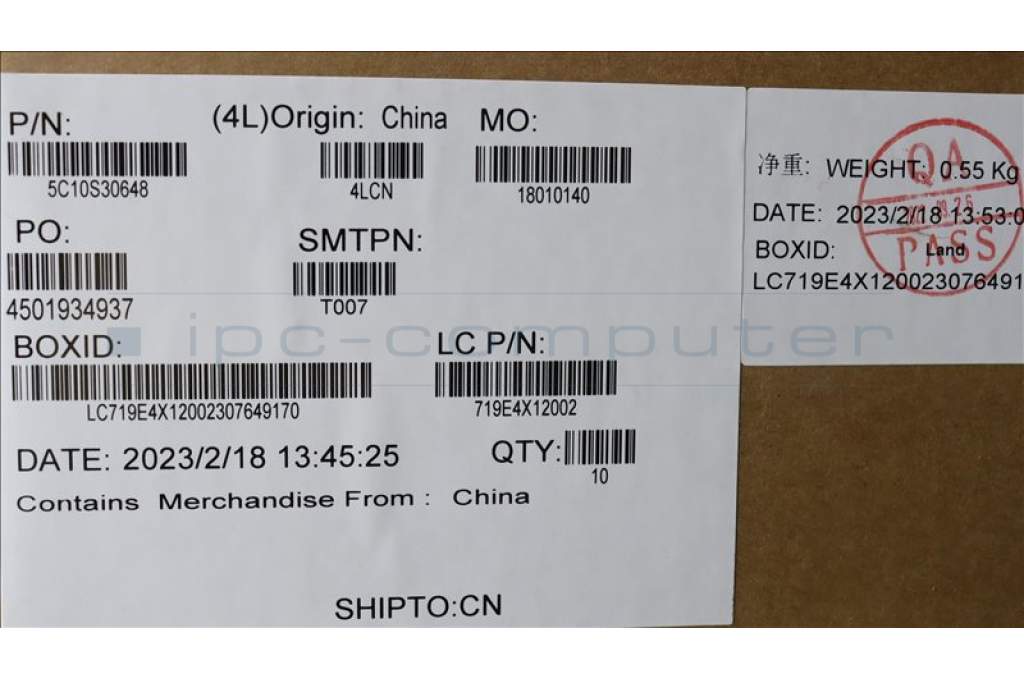 P/N:
5C10S30648
(4L)Origin: China
4LCN
MO:
18010140
PO:
4501934937
SMTPN:
T007
BOXID:
LC719E4X12002307649170
LC P/N:
719E4X12002
DATE: 2023/2/18 13:45:25
QTY:
10
Contains Merchandise From : China
SHIPTO:CN
净重: WEIGHT: 0.55 Kg
DATE: 2023/2/18 13:53:0
BOXID: Land
LC719E4X120023076491
QA
PASS
ipc-computer